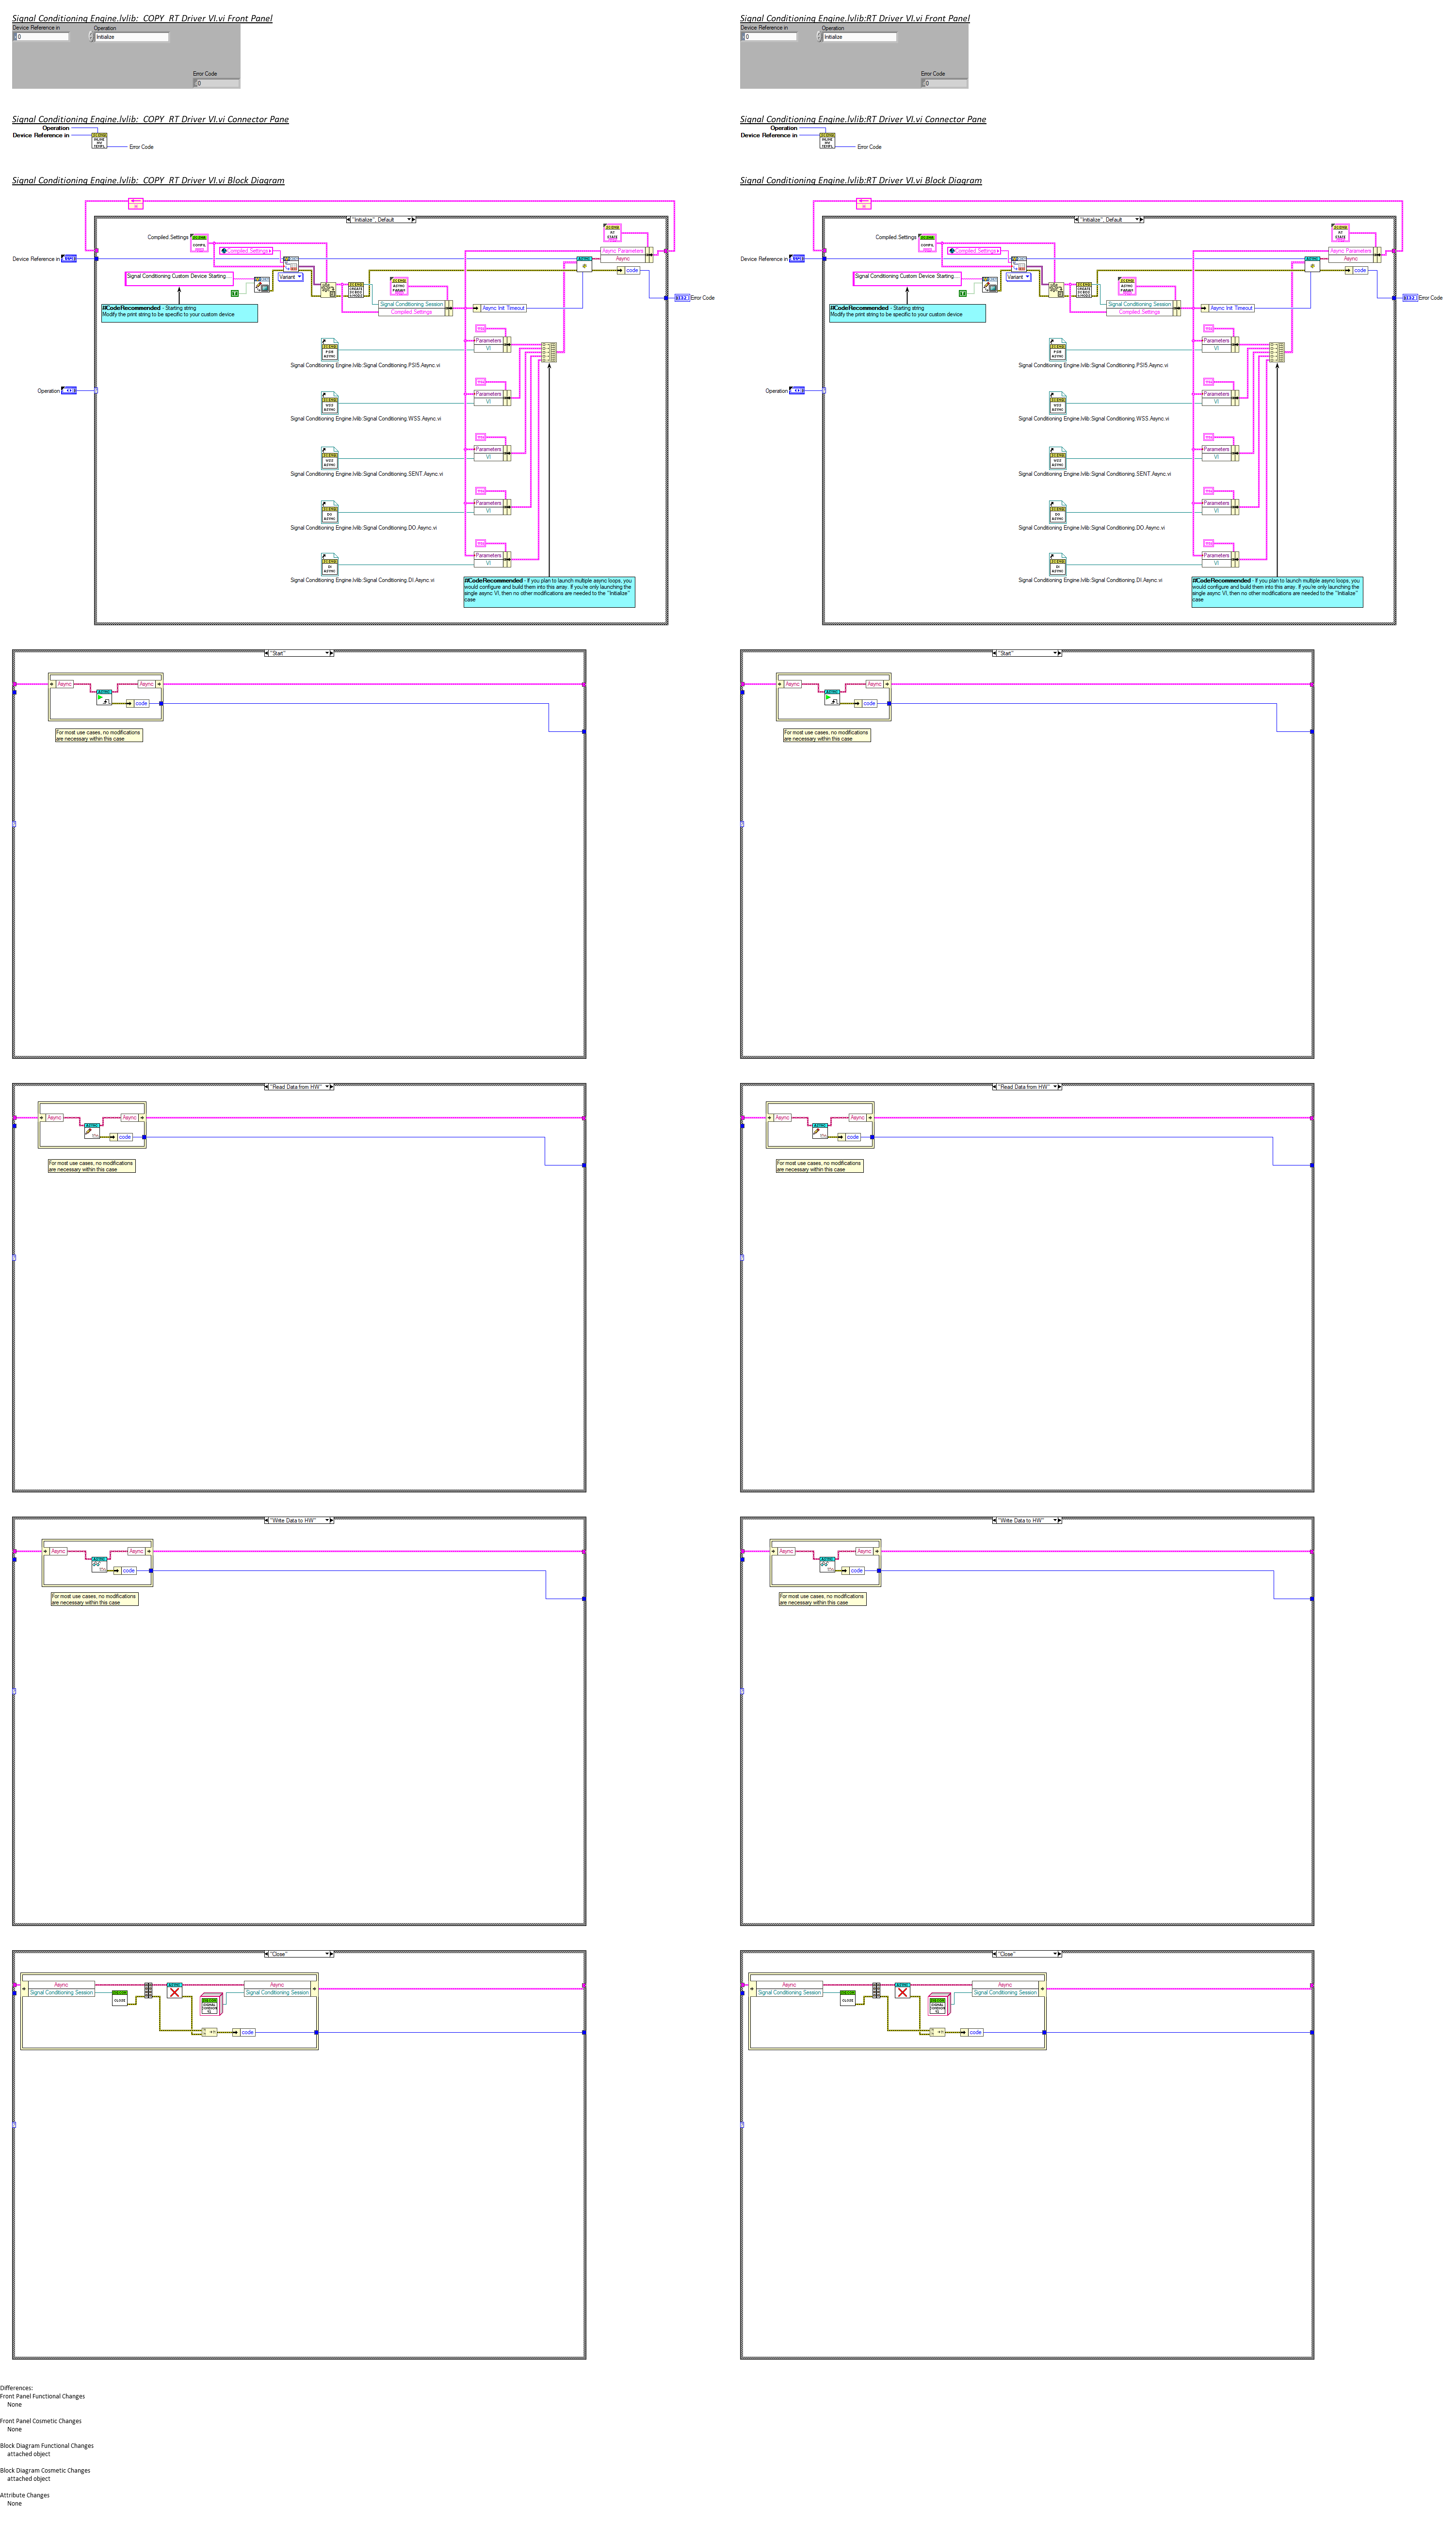 Signal Conditioning Engine.lvlib:_COPY_RT Driver VI.vi Front Panel
Device Reference in
Operation
0
Initialize
Error Code
0
Signal Conditioning Engine.lvlib:_COPY_RT Driver VI.vi Connector Pane
Operation
Device Reference in
Error Code
Signal Conditioning Engine.lvlib:_COPY_RT Driver VI.vi Block Diagram
"Initialize", Default
Compiled Settings
Compiled Settings
Device Reference in
Signal Conditioning Custom Device Starting...
Variant
#CodeRecommended - Starting string
Modify the print string to be specific to your custom device
Signal Conditioning Session
Compiled Settings
Async Init Timeout
Async Parameters
Async
code
Error Code
Operation
Parameters
VI
Signal Conditioning Engine.lvlib:Signal Conditioning.PSI5.Async.vi
Parameters
VI
Signal Conditioning Engine.lvlib:Signal Conditioning.WSS.Async.vi
Parameters
VI
Signal Conditioning Engine.lvlib:Signal Conditioning.SENT.Async.vi
Parameters
VI
Signal Conditioning Engine.lvlib:Signal Conditioning.DO.Async.vi
Parameters
VI
Signal Conditioning Engine.lvlib:Signal Conditioning.DI.Async.vi
#CodeRecommended - If you plan to launch multiple async loops, you
would configure and build them into this array. If you're only launching the
single async VI, then no other modifications are needed to the "Initialize"
case
"Start"
Async
Async
code
For most use cases, no modifications
are necessary within this case
"Read Data from HW"
Async
Async
code
For most use cases, no modifications
are necessary within this case
"Write Data to HW"
Async
Async
code
For most use cases, no modifications
are necessary within this case
"Close"
Async
Signal Conditioning Session
CLOSE
Async
Signal Conditioning Session
code
Signal Conditioning Engine.lvlib:RT Driver VI.vi Front Panel
Device Reference in
Operation
0
Initialize
Error Code
0
Signal Conditioning Engine.lvlib:RT Driver VI.vi Connector Pane
Operation
Device Reference in
Error Code
Signal Conditioning Engine.lvlib:RT Driver VI.vi Block Diagram
"Initialize", Default
Compiled Settings
Compiled Settings
Device Reference in
Signal Conditioning Custom Device Starting...
Variant
#CodeRecommended - Starting string
Modify the print string to be specific to your custom device
Signal Conditioning Session
Compiled Settings
Async Init Timeout
Async Parameters
Async
code
Error Code
Operation
Parameters
VI
Signal Conditioning Engine.lvlib:Signal Conditioning.PSI5.Async.vi
Parameters
VI
Signal Conditioning Engine.lvlib:Signal Conditioning.WSS.Async.vi
Parameters
VI
Signal Conditioning Engine.lvlib:Signal Conditioning.SENT.Async.vi
Parameters
VI
Signal Conditioning Engine.lvlib:Signal Conditioning.DO.Async.vi
Parameters
VI
Signal Conditioning Engine.lvlib:Signal Conditioning.DI.Async.vi
#CodeRecommended - If you plan to launch multiple async loops, you
would configure and build them into this array. If you're only launching the
single async VI, then no other modifications are needed to the "Initialize"
case
"Start"
Async
Async
code
For most use cases, no modifications
are necessary within this case
"Read Data from HW"
Async
Async
code
For most use cases, no modifications
are necessary within this case
"Write Data to HW"
Async
Async
code
For most use cases, no modifications
are necessary within this case
"Close"
Async
Signal Conditioning Session
CLOSE
Async
Signal Conditioning Session
code
Differences:
Front Panel Functional Changes
None
Front Panel Cosmetic Changes
None
Block Diagram Functional Changes
attached object
Block Diagram Cosmetic Changes
attached object
Attribute Changes
None